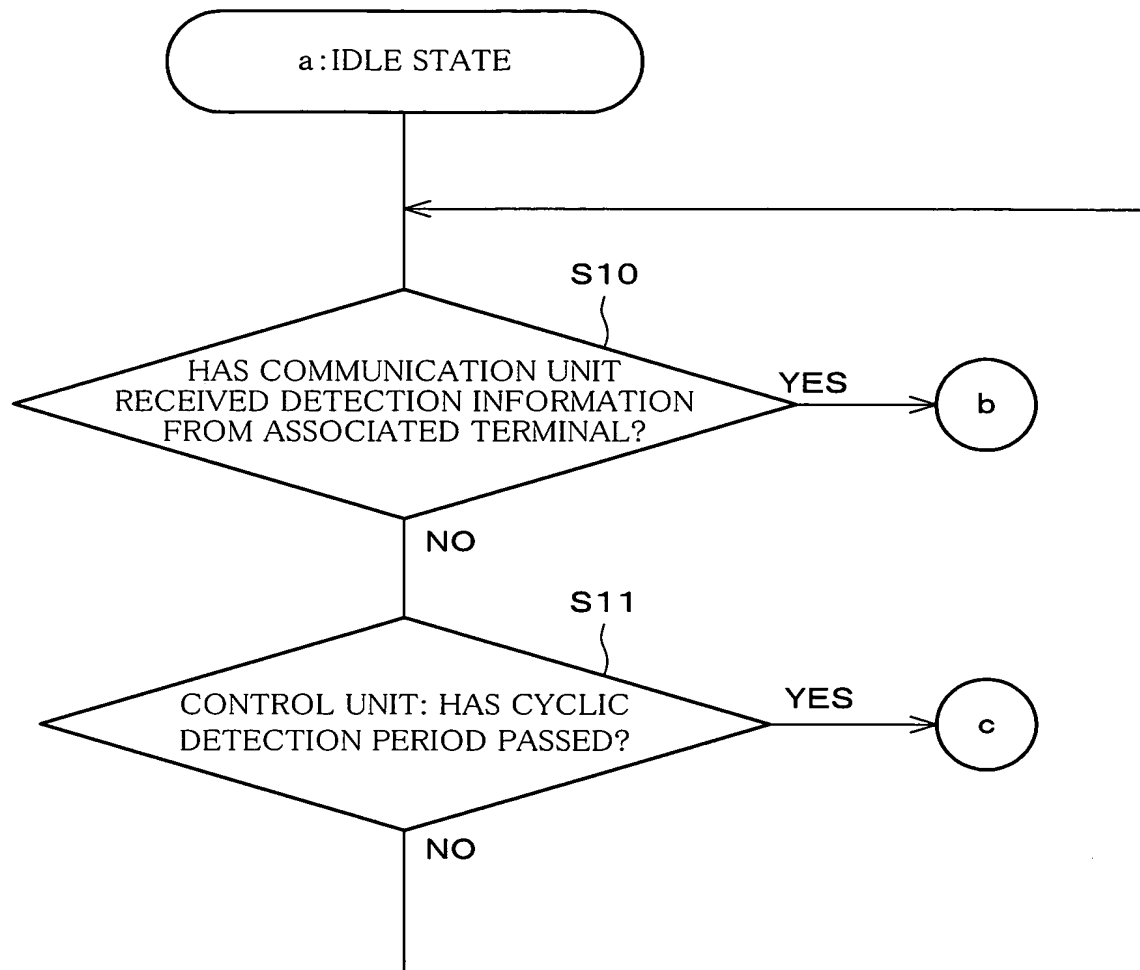 a:IDLE STATE
S10
HAS COMMUNICATION UNIT
RECEIVED DETECTION INFORMATION
FROM ASSOCIATED TERMINAL?
YES
b
NO
S11
CONTROL UNIT: HAS CYCLIC
DETECTION PERIOD PASSED?
YES
c
NO